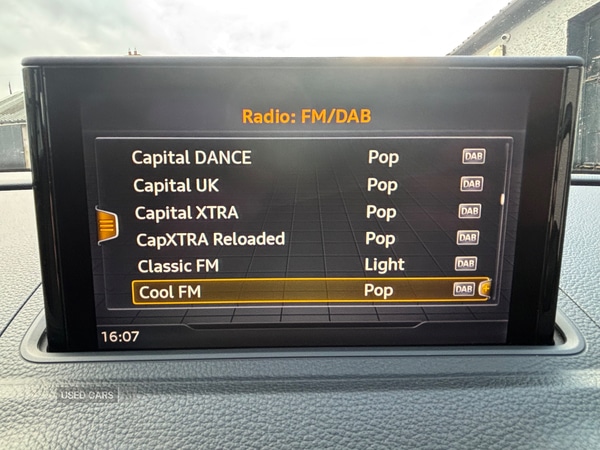 Radio: FM/DAB
Capital DANCE Pop DAB
Capital UK Pop DAB
Capital XTRA Pop DAB
CapXTRA Reloaded Pop DAB
Classic FM Light DAB
Cool FM Pop DAB
16:07
USED CARS